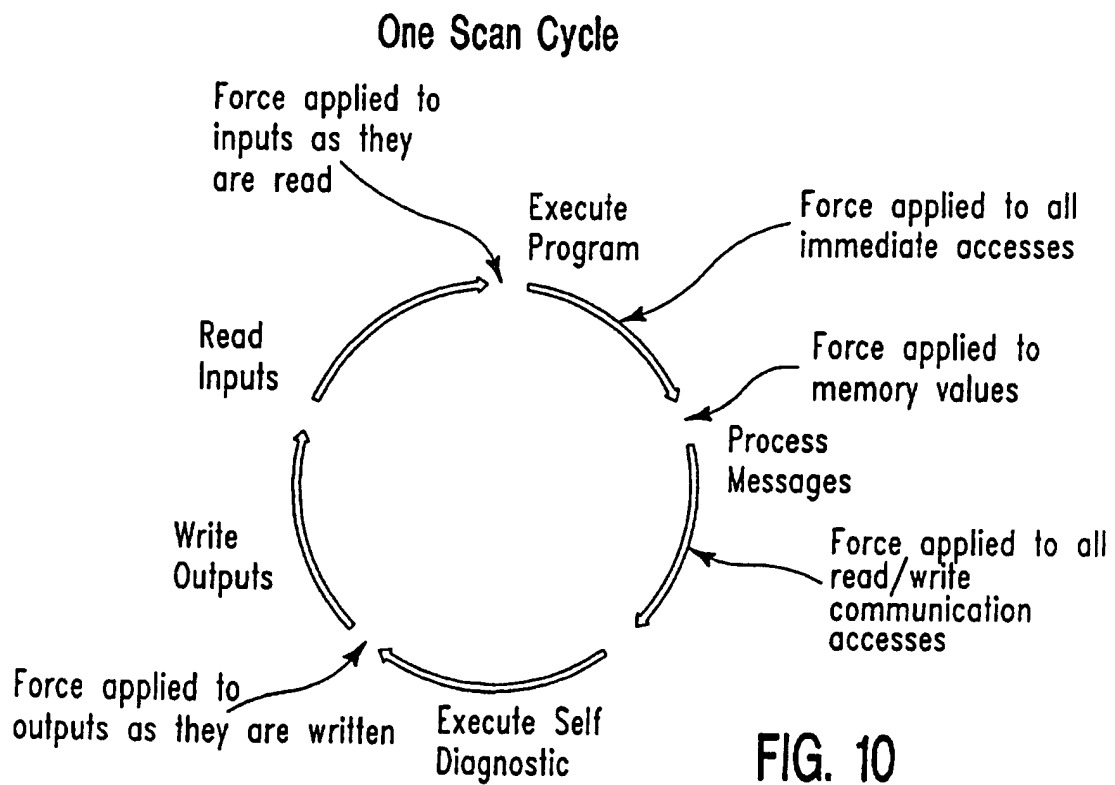 One Scan Cycle
Force applied to
inputs as they
are read
Execute
Program
Force applied to all
immediate accesses
Read
Inputs
Force applied to
memory values
Process
Messages
Write
Outputs
Force applied to all
read/write
communication
accesses
Force applied to
outputs as they are written
Execute Self
Diagnostic
FIG. 10